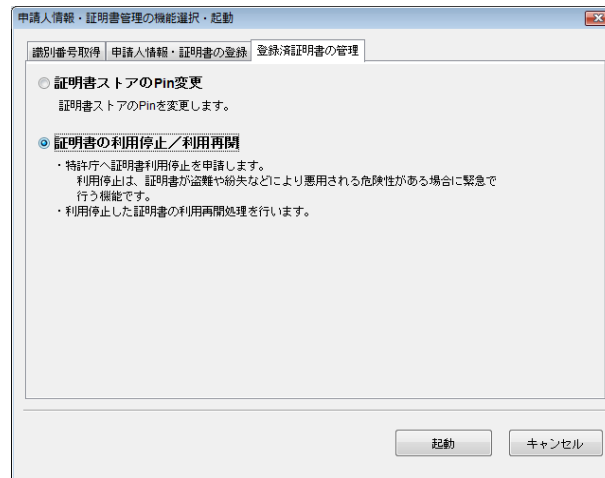 申請人情報・証明書管理の機能選択・起動
識別番号取得 申請人情報・証明書の登録 登録済証明書の管理
証明書ストアのPin変更
証明書ストアのPinを変更します。
証明書の利用停止／利用再開
・特許庁へ証明書利用停止を申請します。
利用停止は、証明書が盗難や紛失などにより悪用される危険性がある場合に緊急で
行う機能です。
・利用停止した証明書の利用再開処理を行います。
起動 キャンセル